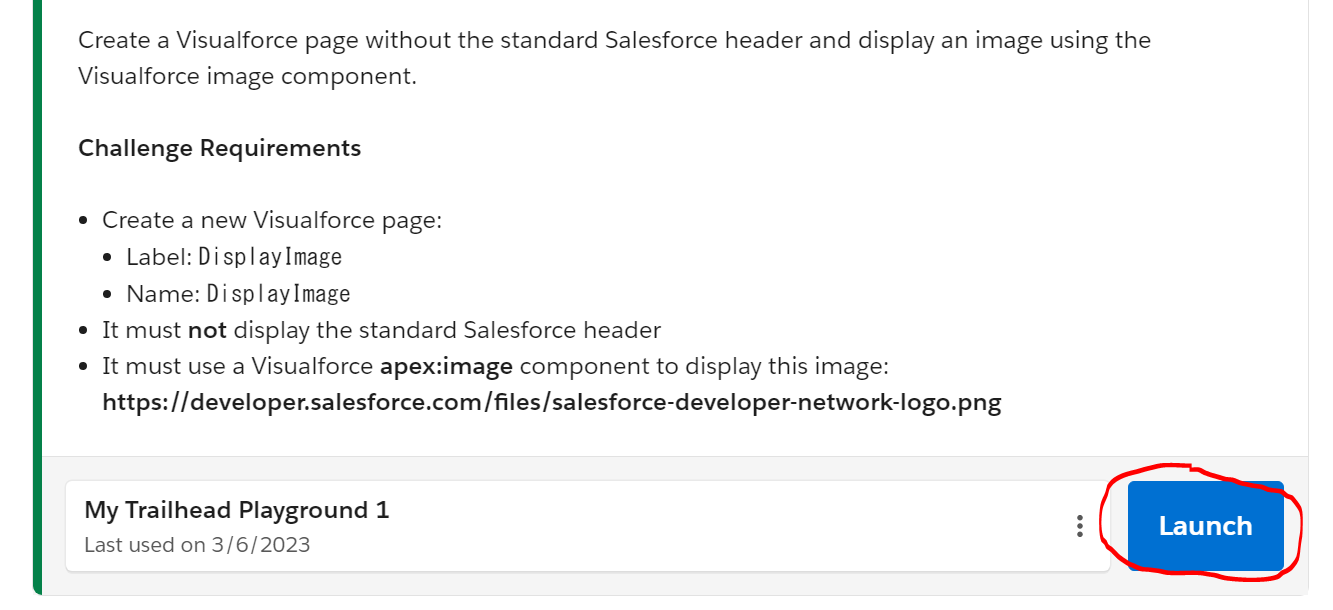 Create a Visualforce page without the standard Salesforce header and display an image using the
Visualforce image component.
Challenge Requirements
Create a new Visualforce page:
Label: DisplayImage
Name: DisplayImage
It must not display the standard Salesforce header
It must use a Visualforce apex:image component to display this image:
https://developer.salesforce.com/files/salesforce-developer-network-logo.png
My Trailhead Playground 1
Last used on 3/6/2023
Launch